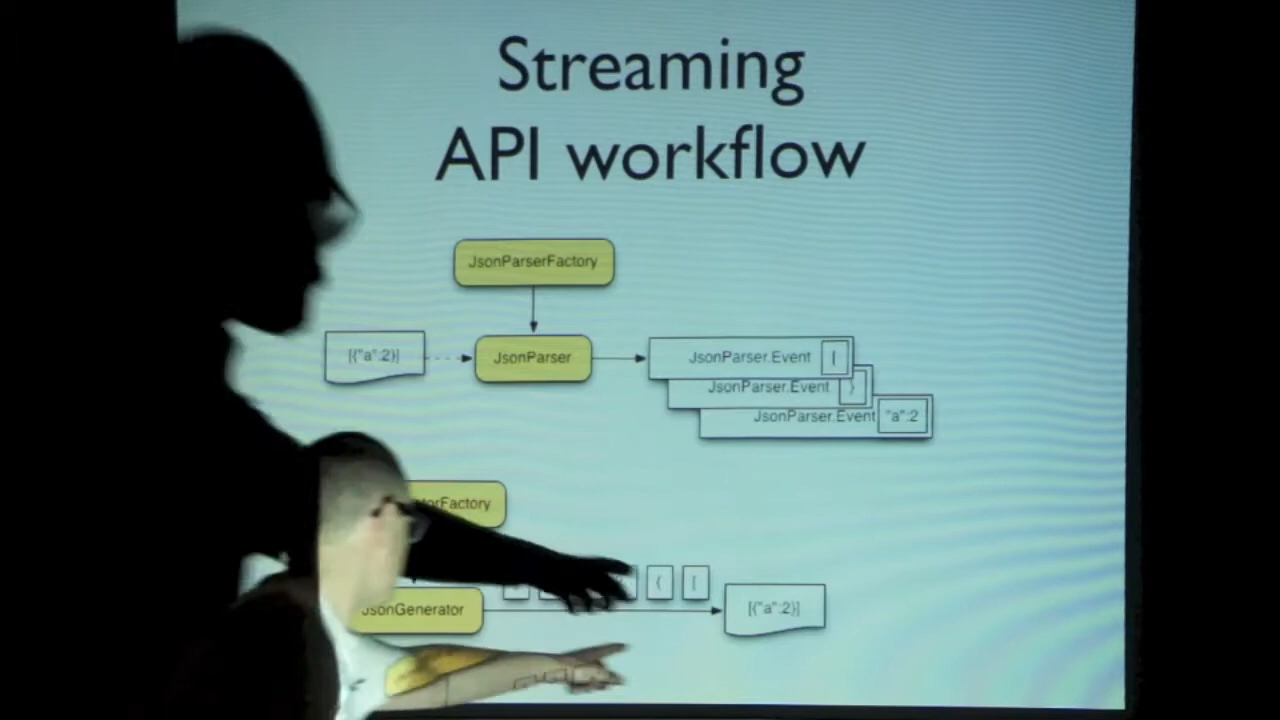 Streaming
API workflow
JsonParserFactory
[{"a":2}]
JsonParser
JsonParser.Event [
JsonParser.Event }
JsonParser.Event "a":2
torFactory
{ [
JsonGenerator
[{"a":2}]